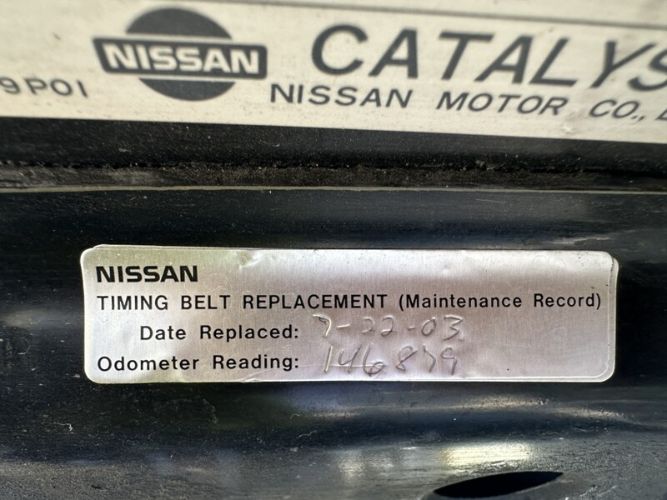 NISSAN CATALYS
9P01 NISSAN MOTOR CO., L
NISSAN
TIMING BELT REPLACEMENT (Maintenance Record)
Date Replaced: 7-22-03
Odometer Reading: 146879